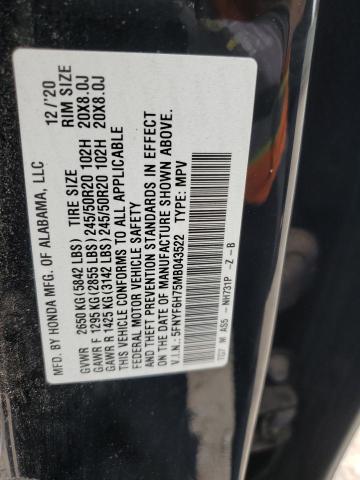 MFD. BY HONDA MFG. OF ALABAMA, LLC 12/'20
GVWR 2650 KG(5842 LBS) TIRE SIZE RIM SIZE
GAWR F 1295 KG(2855 LBS) 245/50R20 102H 20X8.0J
GAWR R 1425 KG(3142 LBS) 245/50R20 102H 20X8.0J
THIS VEHICLE CONFORMS TO ALL APPLICABLE
FEDERAL MOTOR VEHICLE SAFETY STANDARDS IN EFFECT
ON THE DATE OF MANUFACTURE SHOWN ABOVE.
V.I.N.: 5FNYF6H75MB043522 TYPE: MPV
TG7 M AS5 -NH731P -Z -B